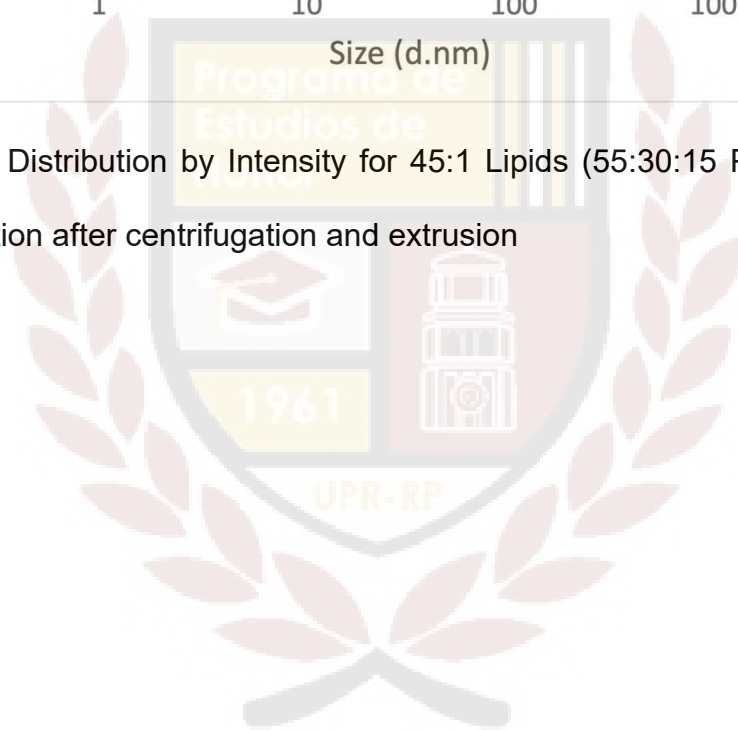 1 10 100 100
Size (d.nm)
Programa de
Estudios de
Honor
Distribution by Intensity for 45:1 Lipids (55:30:15
after centrifugation and extrusion
1961
UPR-RP